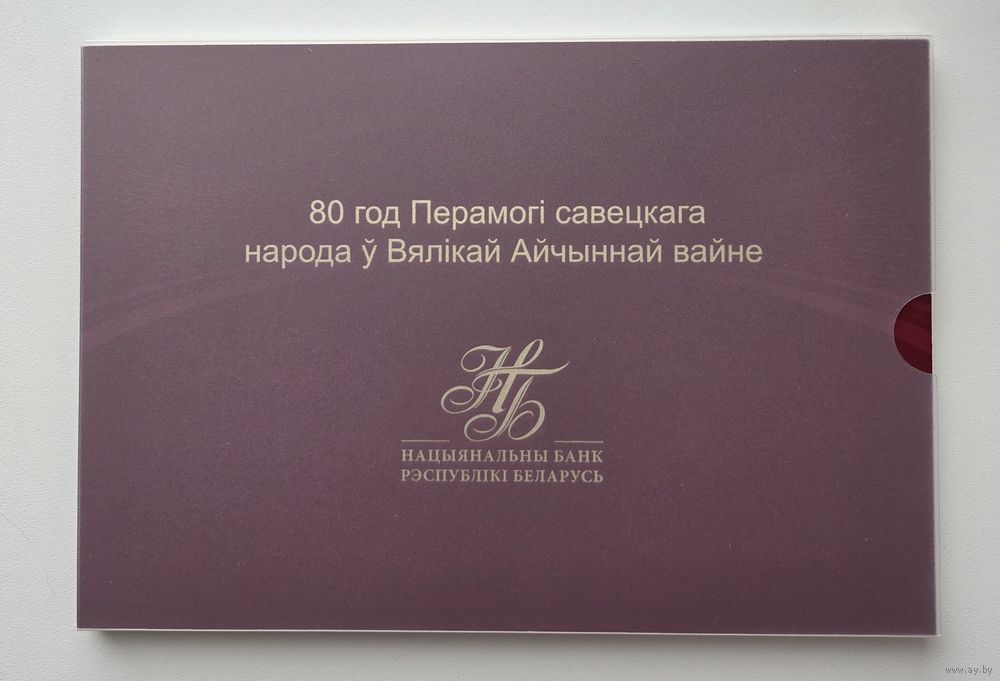 80 год Перамогі савецкага
народа ў Вялікай Айчыннай вайне
НБ
НАЦЫЯНАЛЬНЫ БАНК
РЭСПУБЛІКІ БЕЛАРУСЬ
www.ay.by